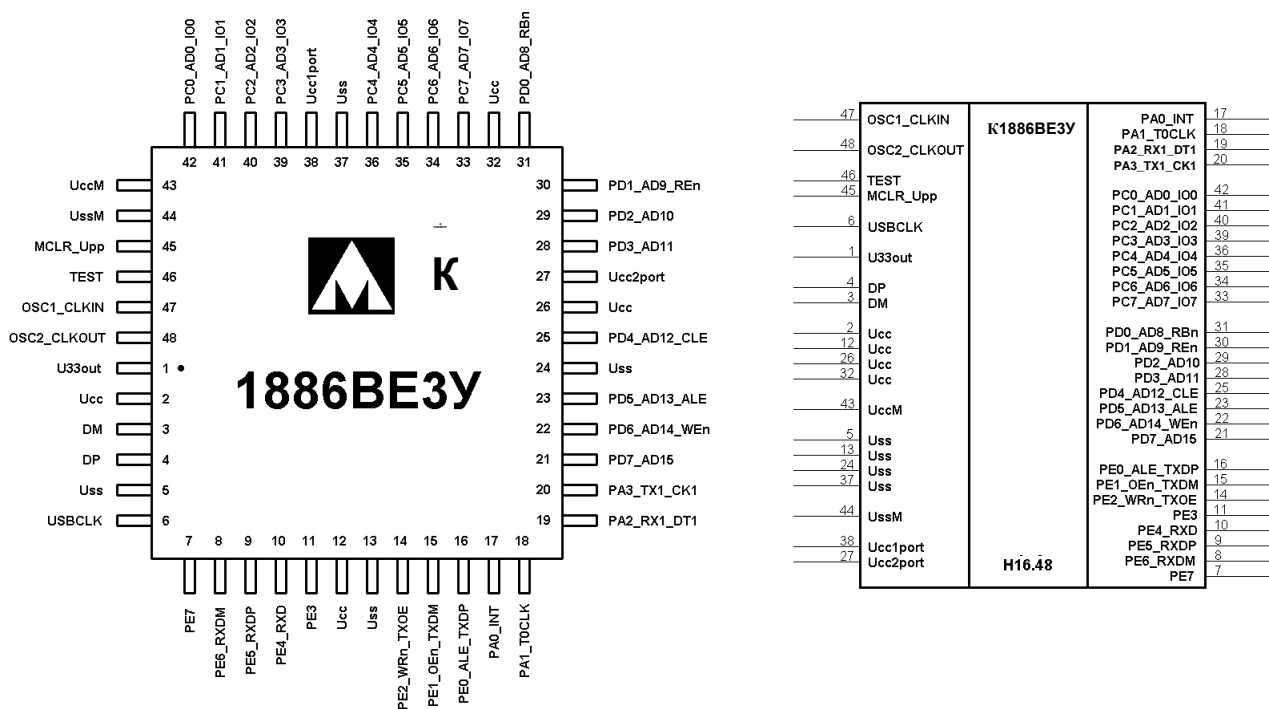 PC0_AD0_IO0
PC1_AD1_IO1
PC2_AD2_IO2
PC3_AD3_IO3
Ucc1port
Uss
PC4_AD4_IO4
PC5_AD5_IO5
PC6_AD6_IO6
PC7_AD7_IO7
Ucc
PD0_AD8_RBn
42 41 40 39 38 37 36 35 34 33 32 31
UccM 43
UssM 44
MCLR_Upp 45
TEST 46
OSC1_CLKIN 47
OSC2_CLKOUT 48
U33out 1
Ucc 2
DM 3
DP 4
Uss 5
USBCLK 6
К
1886ВЕ3У
30 PD1_AD9_REn
29 PD2_AD10
28 PD3_AD11
27 Ucc2port
26 Ucc
25 PD4_AD12_CLE
24 Uss
23 PD5_AD13_ALE
22 PD6_AD14_WEn
21 PD7_AD15
20 PA3_TX1_CK1
19 PA2_RX1_DT1
7 8 9 10 11 12 13 14 15 16 17 18
PE7
PE6_RXDM
PE5_RXDP
PE4_RXD
PE3
Ucc
Uss
PE2_WRn_TXOE
PE1_OEn_TXDM
PE0_ALE_TXDP
PA0_INT
PA1_T0CLK
47 OSC1_CLKIN
48 OSC2_CLKOUT
46 TEST
45 MCLR_Upp
6 USBCLK
1 U33out
4 DP
3 DM
2 Ucc
12 Ucc
26 Ucc
32 Ucc
43 UccM
5 Uss
13 Uss
24 Uss
37 Uss
44 UssM
38 Ucc1port
27 Ucc2port
К1886ВЕ3У
Н16.48
PA0_INT 17
PA1_T0CLK 18
PA2_RX1_DT1 19
PA3_TX1_CK1 20
PC0_AD0_IO0 42
PC1_AD1_IO1 41
PC2_AD2_IO2 40
PC3_AD3_IO3 39
PC4_AD4_IO4 36
PC5_AD5_IO5 35
PC6_AD6_IO6 34
PC7_AD7_IO7 33
PD0_AD8_RBn 31
PD1_AD9_REn 30
PD2_AD10 29
PD3_AD11 28
PD4_AD12_CLE 25
PD5_AD13_ALE 23
PD6_AD14_WEn 22
PD7_AD15 21
PE0_ALE_TXDP 16
PE1_OEn_TXDM 15
PE2_WRn_TXOE 14
PE3 11
PE4_RXD 10
PE5_RXDP 9
PE6_RXDM 8
PE7 7